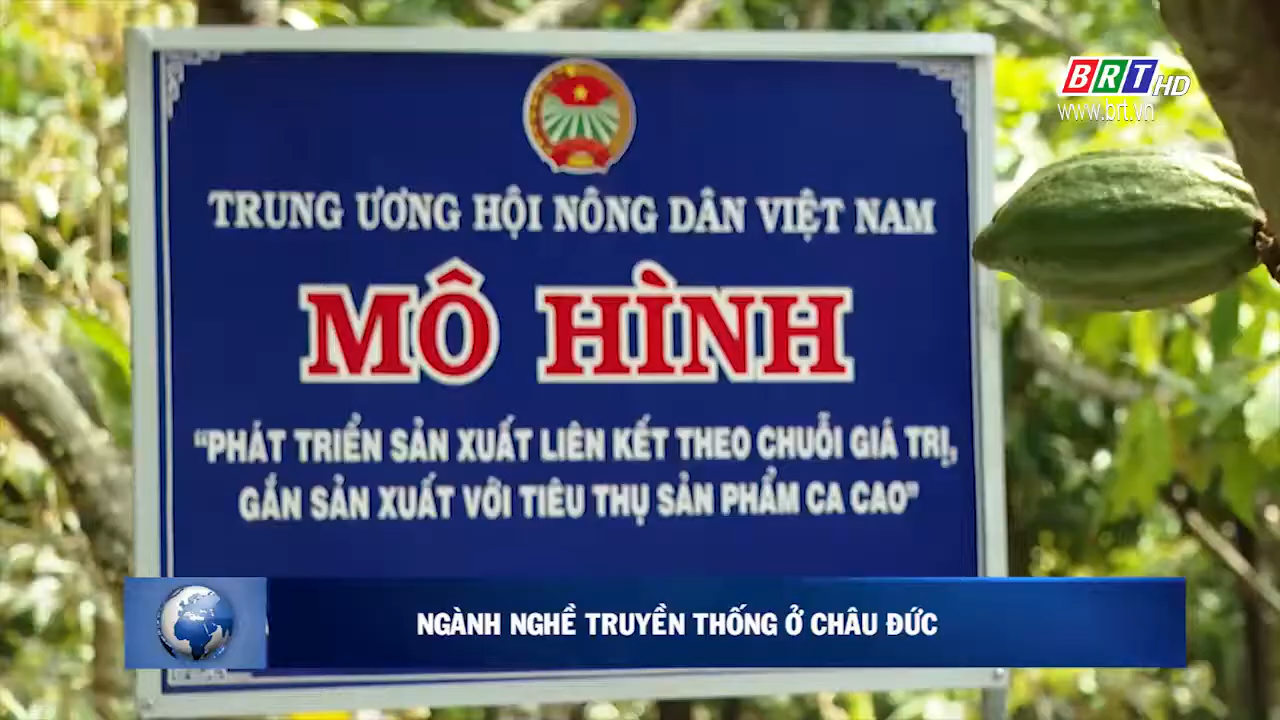 BRT HD
www.brt.vn
TRUNG ƯƠNG HỘI NÔNG DÂN VIỆT NAM
MÔ HÌNH
“PHÁT TRIỂN SẢN XUẤT LIÊN KẾT THEO CHUỖI GIÁ TRỊ,
GẮN SẢN XUẤT VỚI TIÊU THỤ SẢN PHẨM CA CAO”
NGÀNH NGHỀ TRUYỀN THỐNG Ở CHÂU ĐỨC